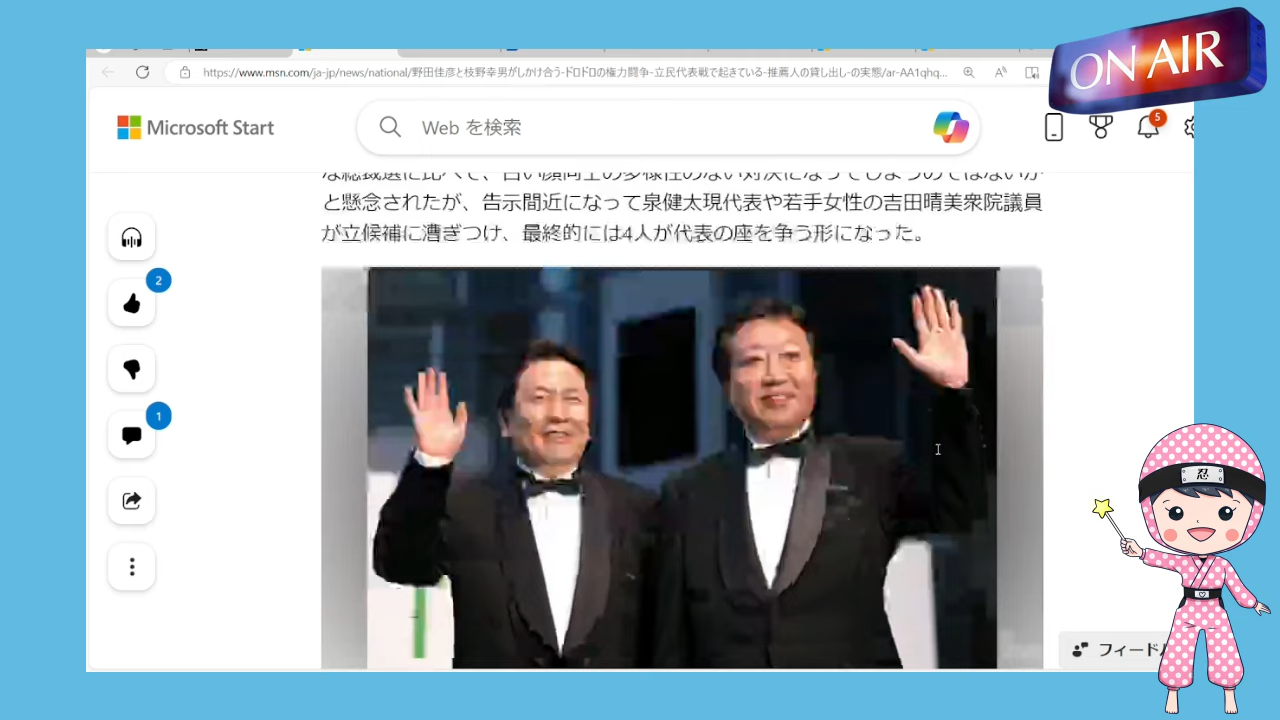 ON AIR
https://www.msn.com/ja-jp/news/national/野田佳彦と枝野幸男がしかけ合う-ドロドロの権力闘争-立民代表戦で起きている-推薦人の貸し出し-の実態/ar-AA1qhq...
Microsoft Start
Web を検索
5
と懸念されたが、告示間近になって泉健太現代表や若手女性の吉田晴美衆院議員
が立候補に漕ぎつけ、最終的には4人が代表の座を争う形になった。
2
1
忍
フィード